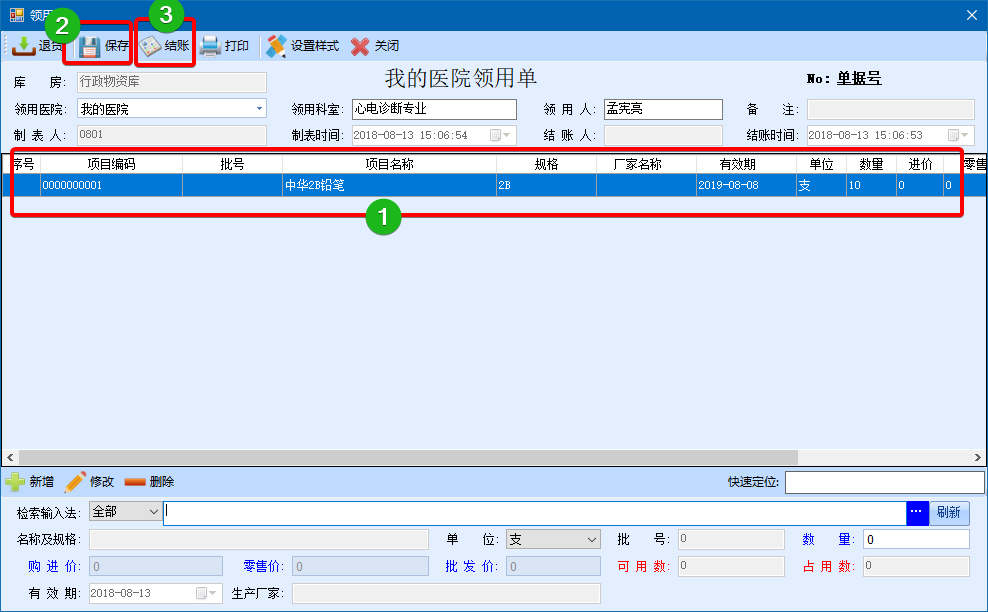 领用
2
3
退货 保存 结账 打印 设置样式 关闭
我的医院领用单
No: 单据号
库 房: 行政物资库
领用医院: 我的医院 领用科室: 心电诊断专业 领 用 人: 孟宪亮 备 注:
制 表 人: 0801 制表时间: 2018-08-13 15:06:54 结 账 人: 结账时间: 2018-08-13 15:06:53
序号 项目编码 批号 项目名称 规格 厂家名称 有效期 单位 数量 进价 零售
0000000001 中华2B铅笔 2B 2019-08-08 支 10 0 0
1
新增 修改 删除 快速定位:
检索输入法: 全部 ... 刷新
名称及规格: 单 位: 支 批 号: 0 数 量: 0
购 进 价: 0 零售价: 0 批 发 价: 0 可 用 数: 0 占 用 数: 0
有 效 期: 2018-08-13 生产厂家: